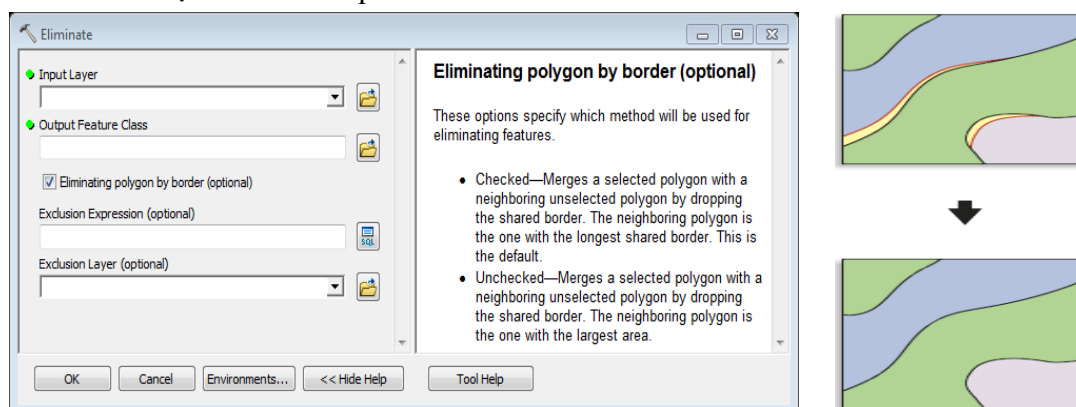 Eliminate
Input Layer
Output Feature Class
Eliminating polygon by border (optional)
Exclusion Expression (optional)
SQL
Exclusion Layer (optional)
Eliminating polygon by border (optional)
These options specify which method will be used for
eliminating features.
• Checked—Merges a selected polygon with a
neighboring unselected polygon by dropping
the shared border. The neighboring polygon is
the one with the longest shared border. This is
the default.
• Unchecked—Merges a selected polygon with a
neighboring unselected polygon by dropping
the shared border. The neighboring polygon is
the one with the largest area.
OK
Cancel
Environments...
<< Hide Help
Tool Help